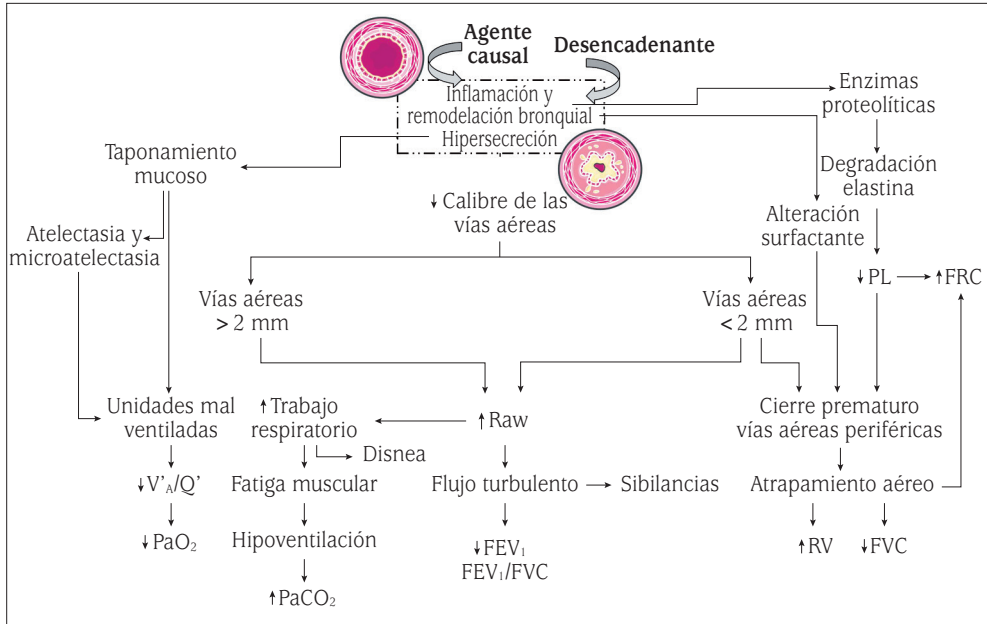 Agente
causal
Desencadenante
Inflamación y
remodelación bronquial
Hipersecreción
Enzimas
proteolíticas
Taponamiento
mucoso
Degradación
elastina
↓ Calibre de las
vías aéreas
Alteración
surfactante
Atelectasia y
microatelectasia
↓ PL
↑ FRC
Vías aéreas
> 2 mm
Vías aéreas
< 2 mm
Unidades mal
ventiladas
↑ Trabajo
respiratorio
↑ Raw
Cierre prematuro
vías aéreas periféricas
Disnea
↓ V'A/Q'
Fatiga muscular
Flujo turbulento
Sibilancias
Atrapamiento aéreo
↓ PaO2
Hipoventilación
↓ FEV1
FEV1/FVC
↑ RV
↓ FVC
↑ PaCO2